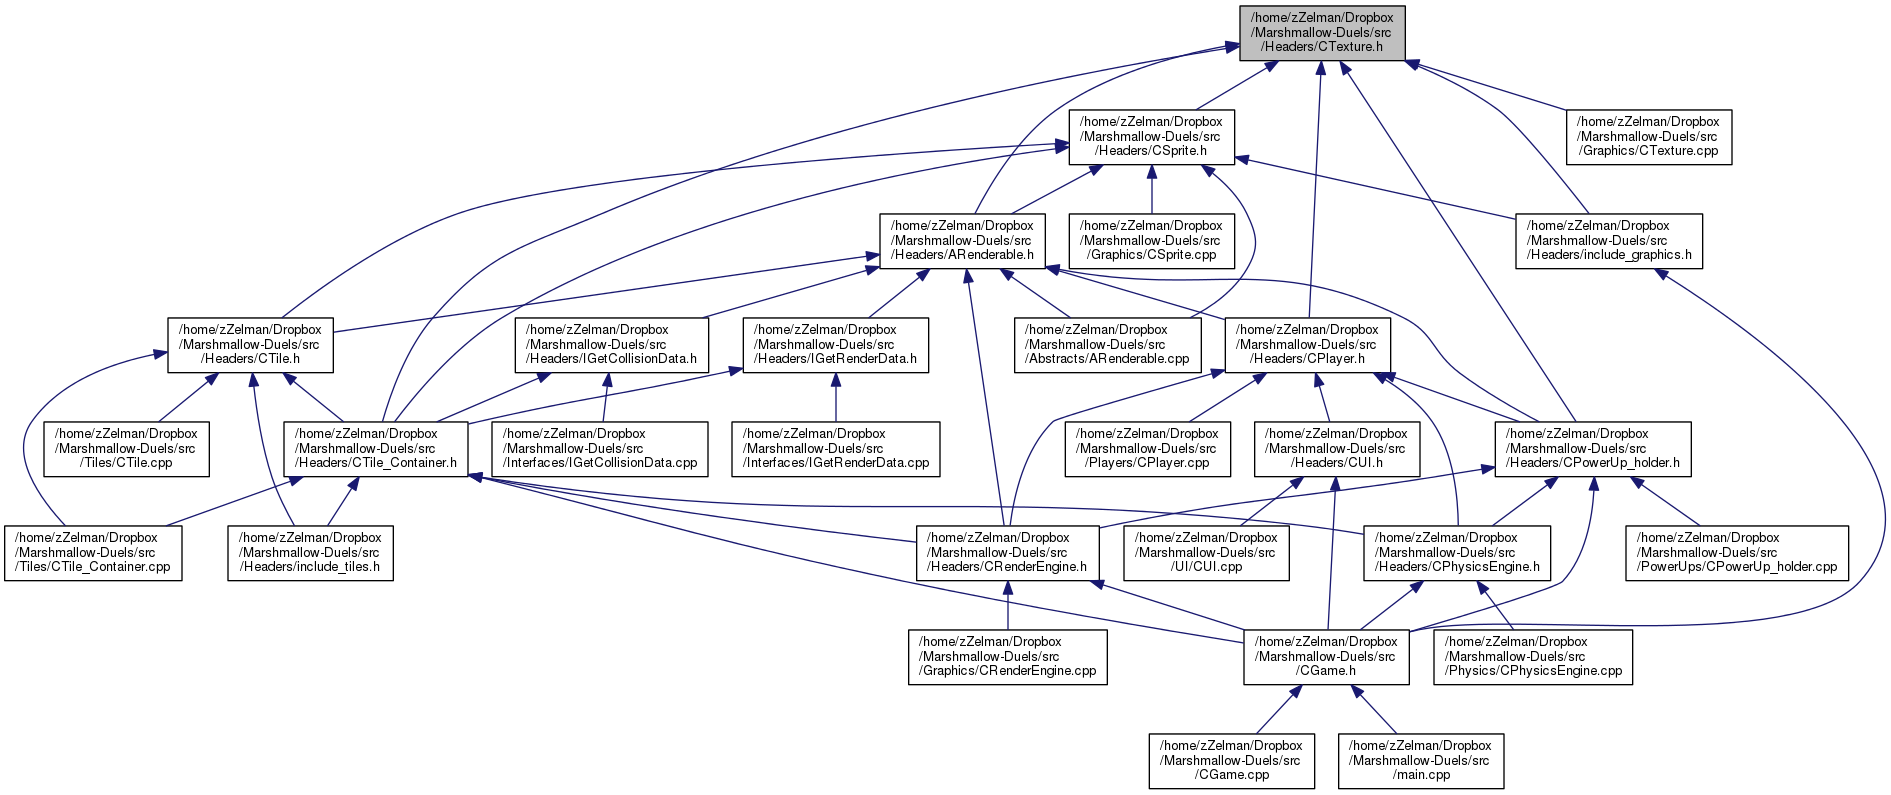 /home/zZelman/Dropbox
/Marshmallow-Duels/src
/Headers/CTexture.h
/home/zZelman/Dropbox
/Marshmallow-Duels/src
/Headers/CSprite.h
/home/zZelman/Dropbox
/Marshmallow-Duels/src
/Graphics/CTexture.cpp
/home/zZelman/Dropbox
/Marshmallow-Duels/src
/Headers/ARenderable.h
/home/zZelman/Dropbox
/Marshmallow-Duels/src
/Graphics/CSprite.cpp
/home/zZelman/Dropbox
/Marshmallow-Duels/src
/Headers/include_graphics.h
/home/zZelman/Dropbox
/Marshmallow-Duels/src
/Headers/CTile.h
/home/zZelman/Dropbox
/Marshmallow-Duels/src
/Headers/IGetCollisionData.h
/home/zZelman/Dropbox
/Marshmallow-Duels/src
/Headers/IGetRenderData.h
/home/zZelman/Dropbox
/Marshmallow-Duels/src
/Abstracts/ARenderable.cpp
/home/zZelman/Dropbox
/Marshmallow-Duels/src
/Headers/CPlayer.h
/home/zZelman/Dropbox
/Marshmallow-Duels/src
/Tiles/CTile.cpp
/home/zZelman/Dropbox
/Marshmallow-Duels/src
/Headers/CTile_Container.h
/home/zZelman/Dropbox
/Marshmallow-Duels/src
/Interfaces/IGetCollisionData.cpp
/home/zZelman/Dropbox
/Marshmallow-Duels/src
/Interfaces/IGetRenderData.cpp
/home/zZelman/Dropbox
/Marshmallow-Duels/src
/Players/CPlayer.cpp
/home/zZelman/Dropbox
/Marshmallow-Duels/src
/Headers/CUI.h
/home/zZelman/Dropbox
/Marshmallow-Duels/src
/Headers/CPowerUp_holder.h
/home/zZelman/Dropbox
/Marshmallow-Duels/src
/Tiles/CTile_Container.cpp
/home/zZelman/Dropbox
/Marshmallow-Duels/src
/Headers/include_tiles.h
/home/zZelman/Dropbox
/Marshmallow-Duels/src
/Headers/CRenderEngine.h
/home/zZelman/Dropbox
/Marshmallow-Duels/src
/UI/CUI.cpp
/home/zZelman/Dropbox
/Marshmallow-Duels/src
/Headers/CPhysicsEngine.h
/home/zZelman/Dropbox
/Marshmallow-Duels/src
/PowerUps/CPowerUp_holder.cpp
/home/zZelman/Dropbox
/Marshmallow-Duels/src
/Graphics/CRenderEngine.cpp
/home/zZelman/Dropbox
/Marshmallow-Duels/src
/CGame.h
/home/zZelman/Dropbox
/Marshmallow-Duels/src
/Physics/CPhysicsEngine.cpp
/home/zZelman/Dropbox
/Marshmallow-Duels/src
/CGame.cpp
/home/zZelman/Dropbox
/Marshmallow-Duels/src
/main.cpp